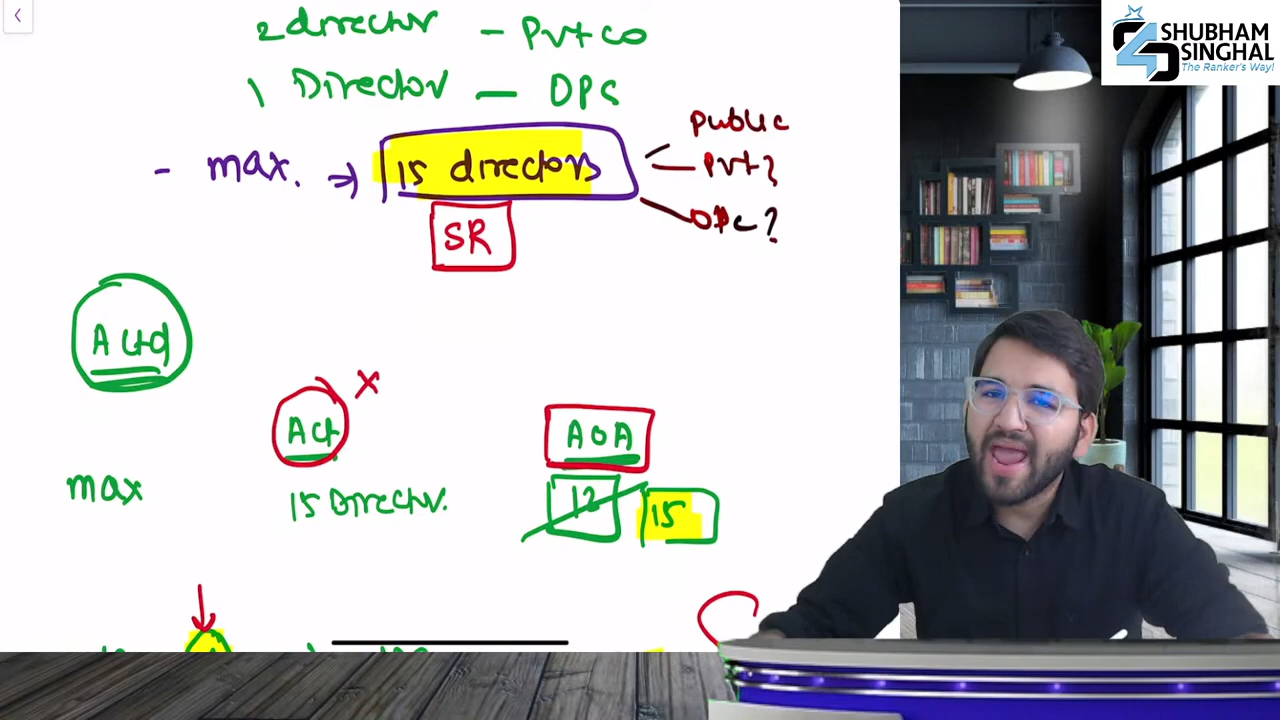 2 director - Pvt co
1 Director - OPC
- max. => 15 directors
public
Pvt?
OPC?
SR
A Ltd
Act x
AOA
max
15 Director.
12 15
SHUBHAM
SINGHAL
The Ranker's Way!